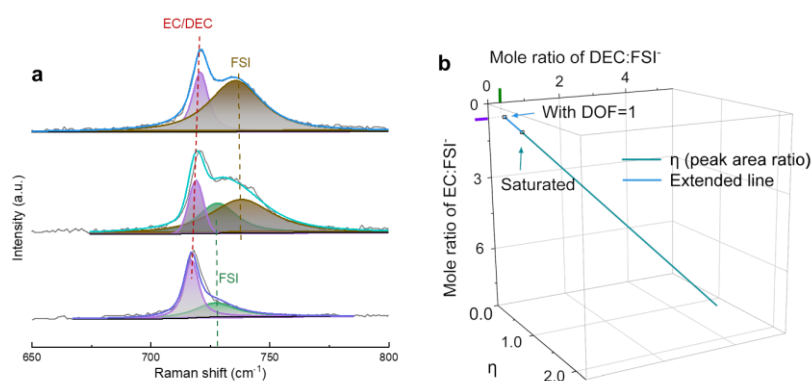 a
EC/DEC
FSI
FSI
Intensity (a.u.)
650
700
750
800
Raman shift (cm⁻¹)
b
Mole ratio of DEC:FSI⁻
0
2
4
0
3
6
Mole ratio of EC:FSI⁻
With DOF=1
Saturated
η (peak area ratio)
Extended line
0.0
1.0
2.0
η